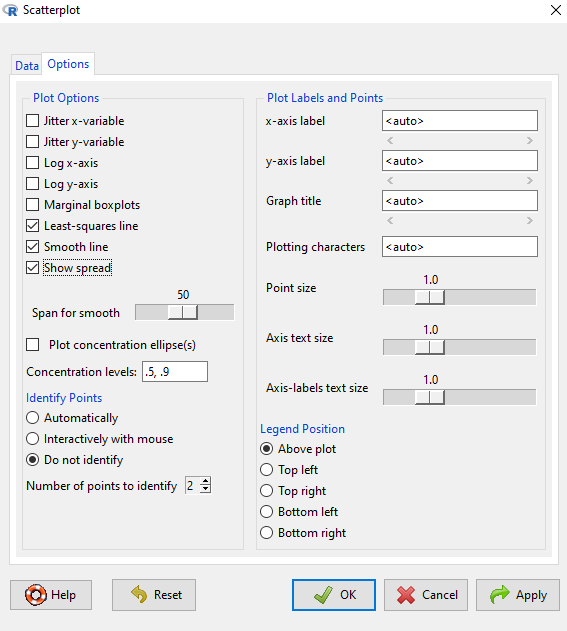 Scatterplot
Data Options
Plot Options
Jitter x-variable
Jitter y-variable
Log x-axis
Log y-axis
Marginal boxplots
Least-squares line
Smooth line
Show spread
50
Span for smooth
Plot concentration ellipse(s)
Concentration levels: .5, .9
Identify Points
Automatically
Interactively with mouse
Do not identify
Number of points to identify 2
Plot Labels and Points
x-axis label <auto>
y-axis label <auto>
Graph title <auto>
Plotting characters <auto>
1.0
Point size
1.0
Axis text size
1.0
Axis-labels text size
Legend Position
Above plot
Top left
Top right
Bottom left
Bottom right
Help Reset OK Cancel Apply